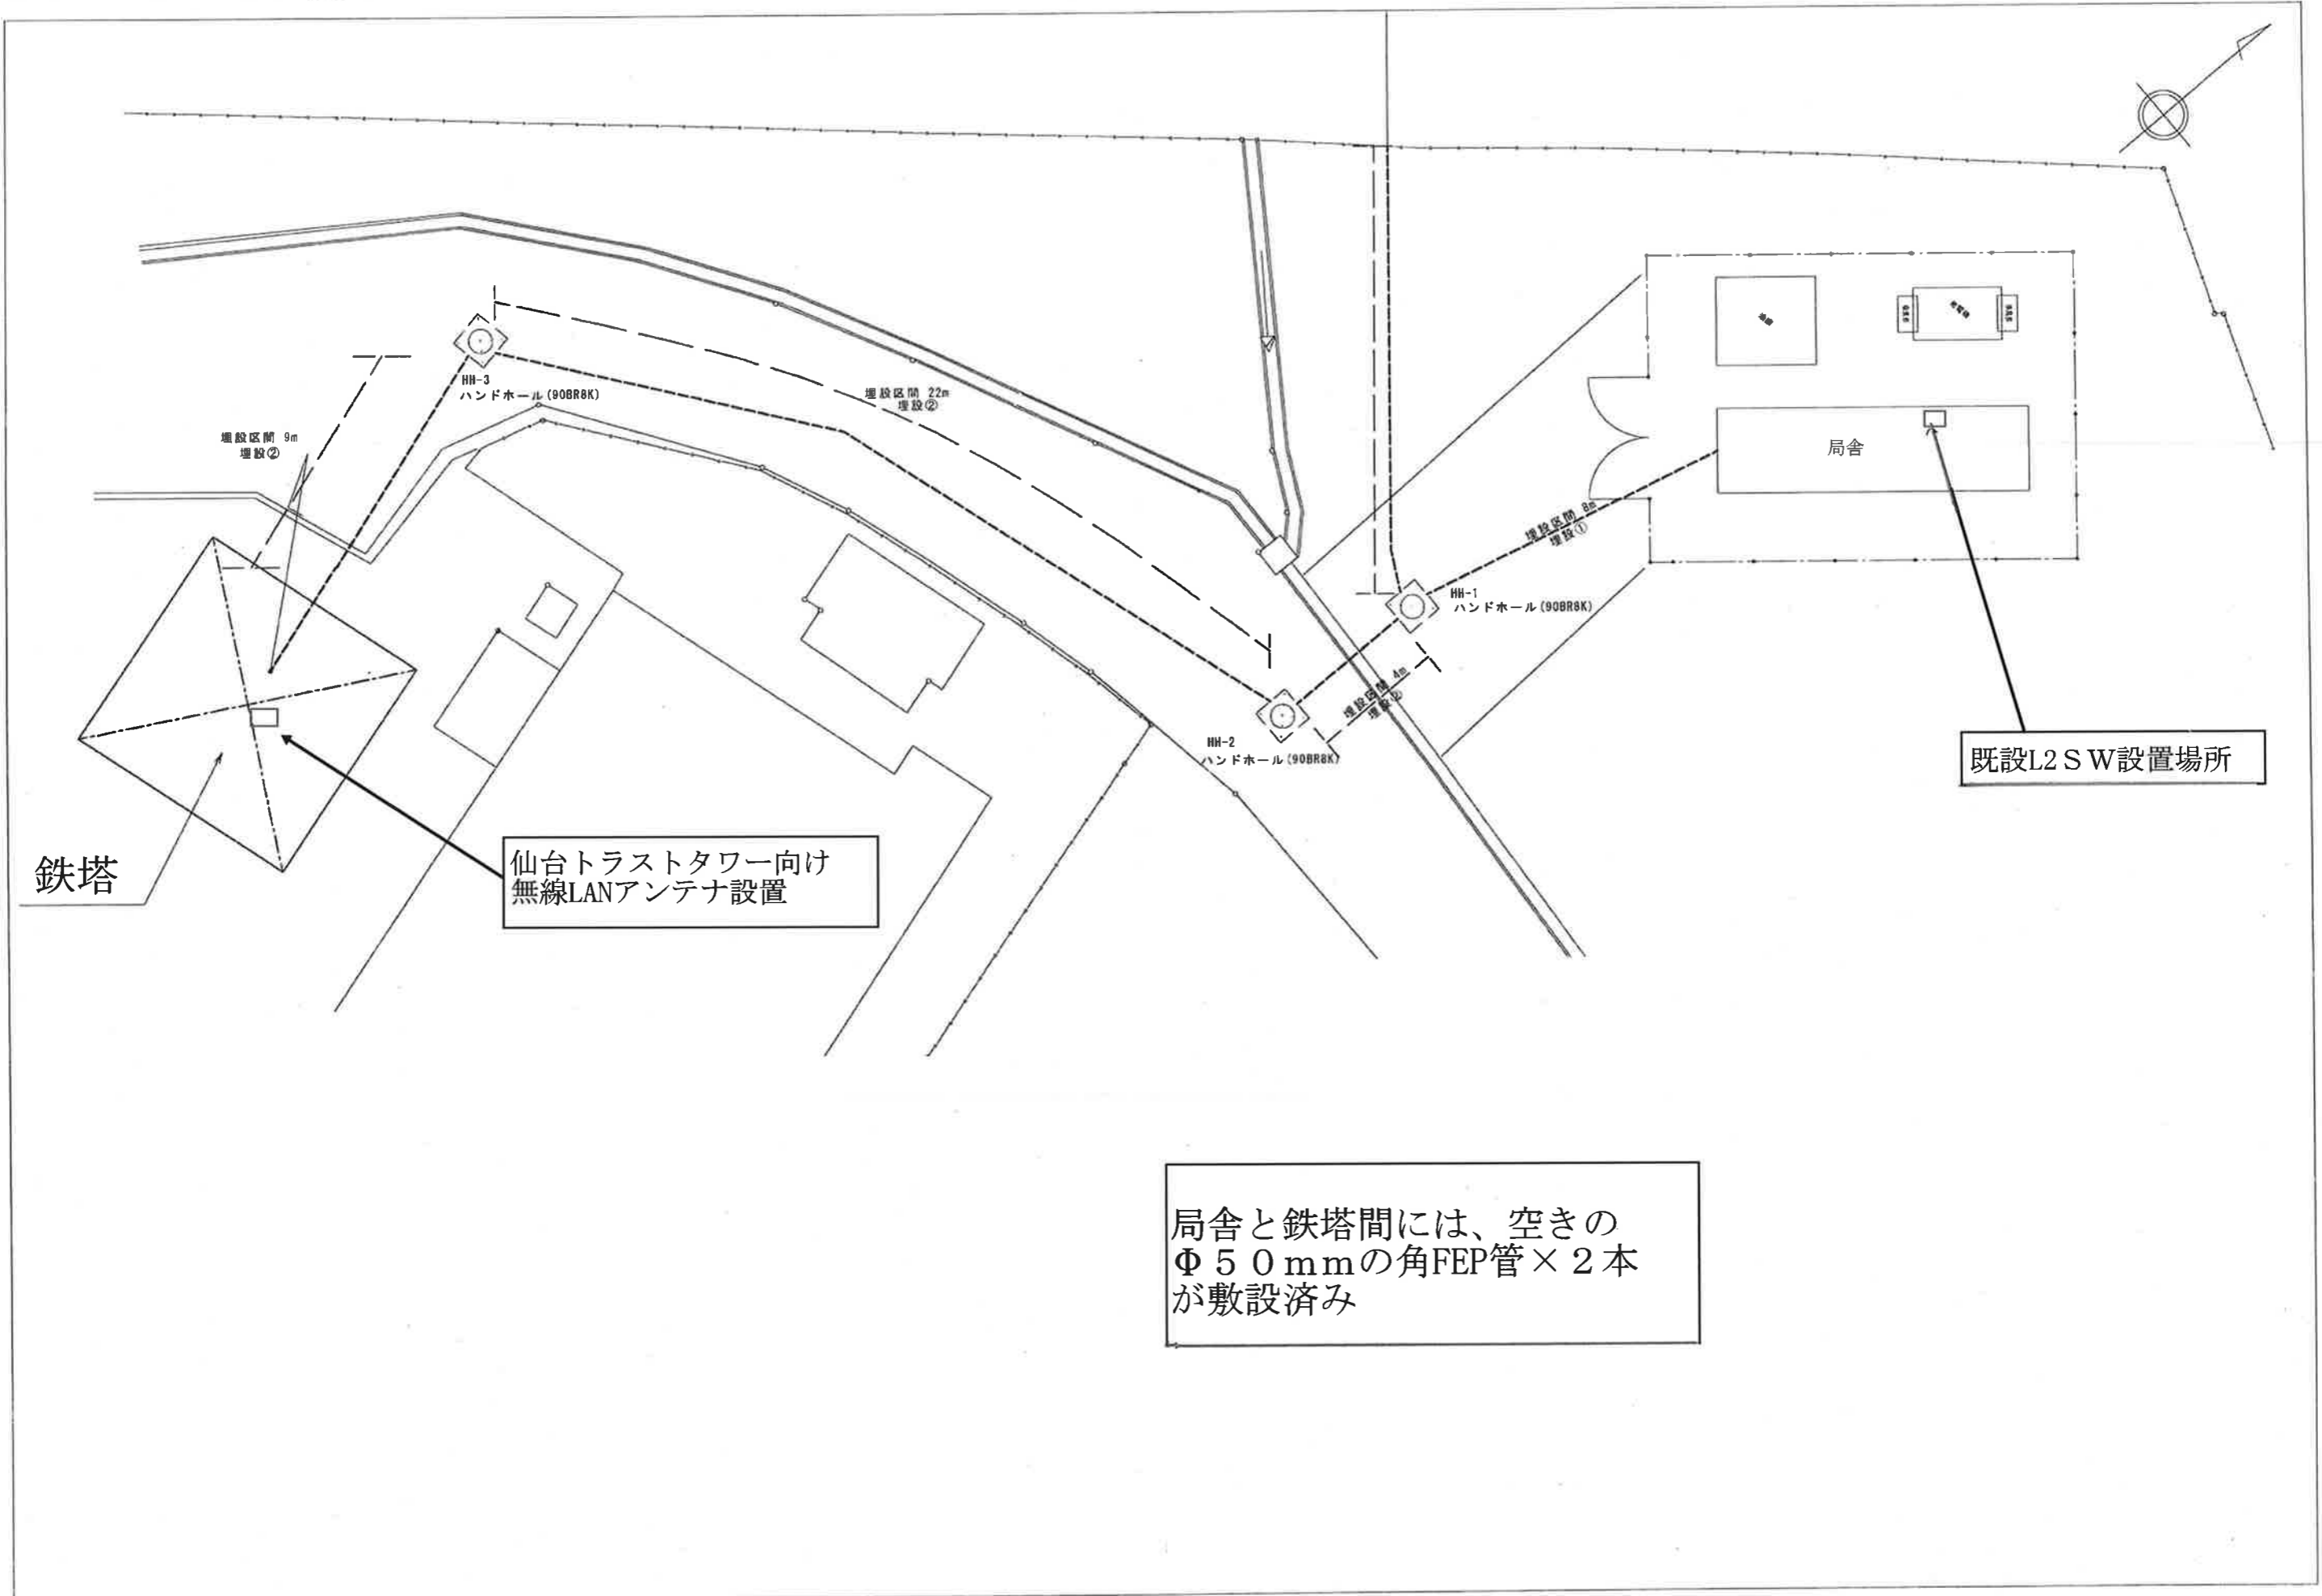 HH-3
ハンドホール(90BR8K)
埋設区間 22m
埋設②
埋設区間 9m
埋設②
局舎
埋設区間 8m
埋設①
HH-1
ハンドホール(90BR8K)
埋設区間 4m
埋設②
HH-2
ハンドホール(90BR8K)
既設L2ＳＷ設置場所
鉄塔
仙台トラストタワー向け
無線LANアンテナ設置
局舎と鉄塔間には、空きの
Φ５０ｍｍの角FEP管×２本
が敷設済み